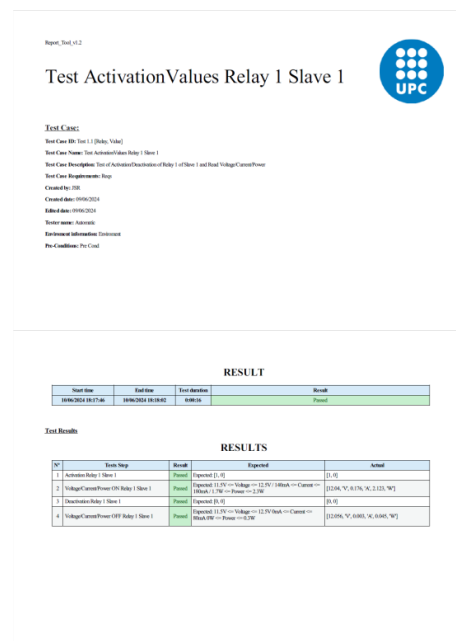 Report_Tool_v1.2
Test ActivationValues Relay 1 Slave 1
UPC
Test Case:
Test Case ID: Test 1.1 [Relay, Value]
Test Case Name: Test ActivationValues Relay 1 Slave 1
Test Case Description: Test of Activation/Deactivation of Relay 1 of Slave 1 and Read Voltage/Current/Power
Test Case Requirements: Reqs
Created by: JSR
Created date: 09/06/2024
Edited date: 09/06/2024
Tester name: Automatic
Enviroment information: Enviroment
Pre-Conditions: Pre Cond
RESULT
Start time End time Test duration Result
10/06/2024 18:17:46 10/06/2024 18:18:02 0:00:16 Passed
Test Results
RESULTS
Nº Tests Step Result Expected Actual
1 Activation Relay 1 Slave 1 Passed Expected: [1, 0] [1, 0]
2 Voltage/Current/Power ON Relay 1 Slave 1 Passed Expected: 11.5V <= Voltage <= 12.5V / 140mA <= Current <= 180mA / 1.7W <= Power <= 2.3W [12.04, 'V', 0.176, 'A', 2.123, 'W']
3 Deactivation Relay 1 Slave 1 Passed Expected: [0, 0] [0, 0]
4 Voltage/Current/Power OFF Relay 1 Slave 1 Passed Expected: 11.5V <= Voltage <= 12.5V 0mA <= Current <= 80mA 0W <= Power <= 0.5W [12.056, 'V', 0.003, 'A', 0.045, 'W']